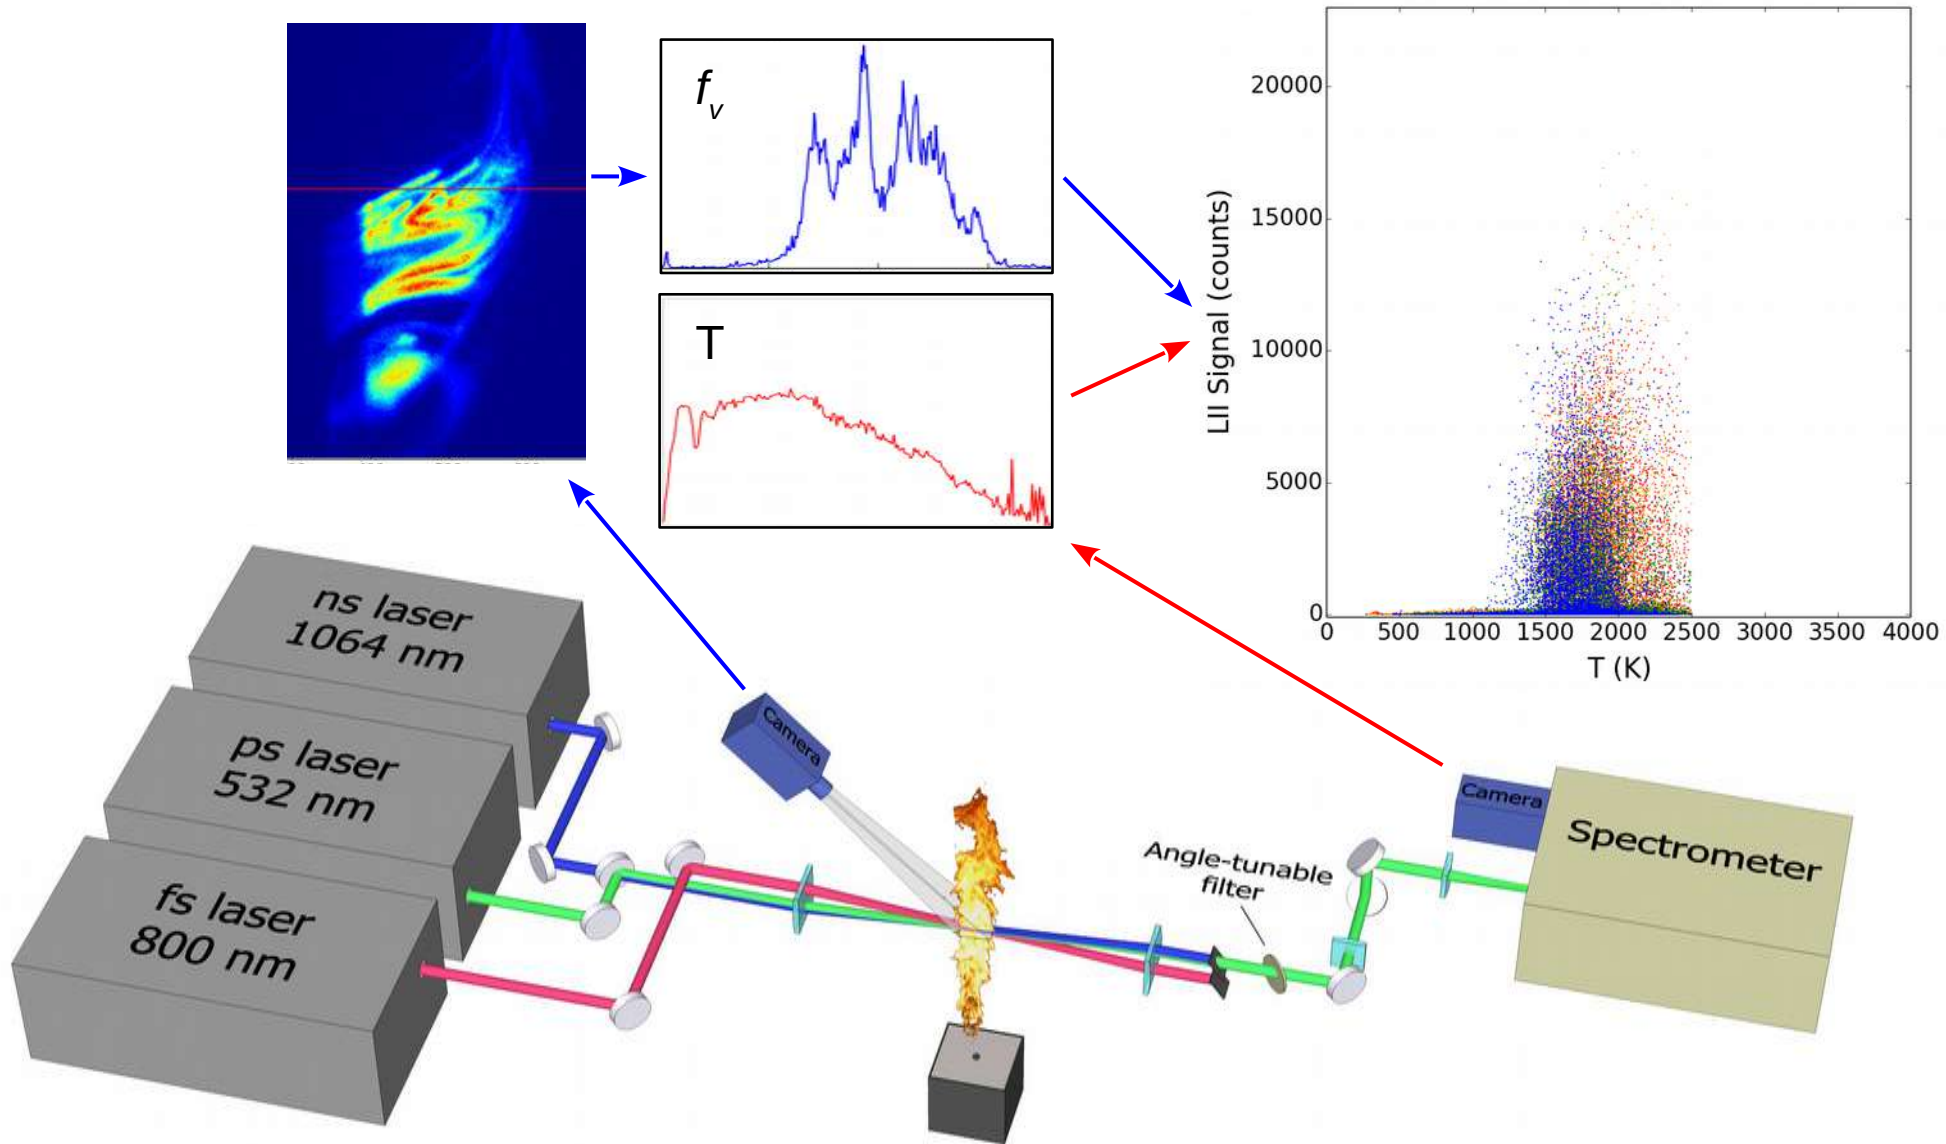 f_v
T
20000
15000
10000
5000
0
LII Signal (counts)
0 500 1000 1500 2000 2500 3000 3500 4000
T (K)
ns laser
1064 nm
ps laser
532 nm
fs laser
800 nm
Camera
Angle-tunable
filter
Camera
Spectrometer